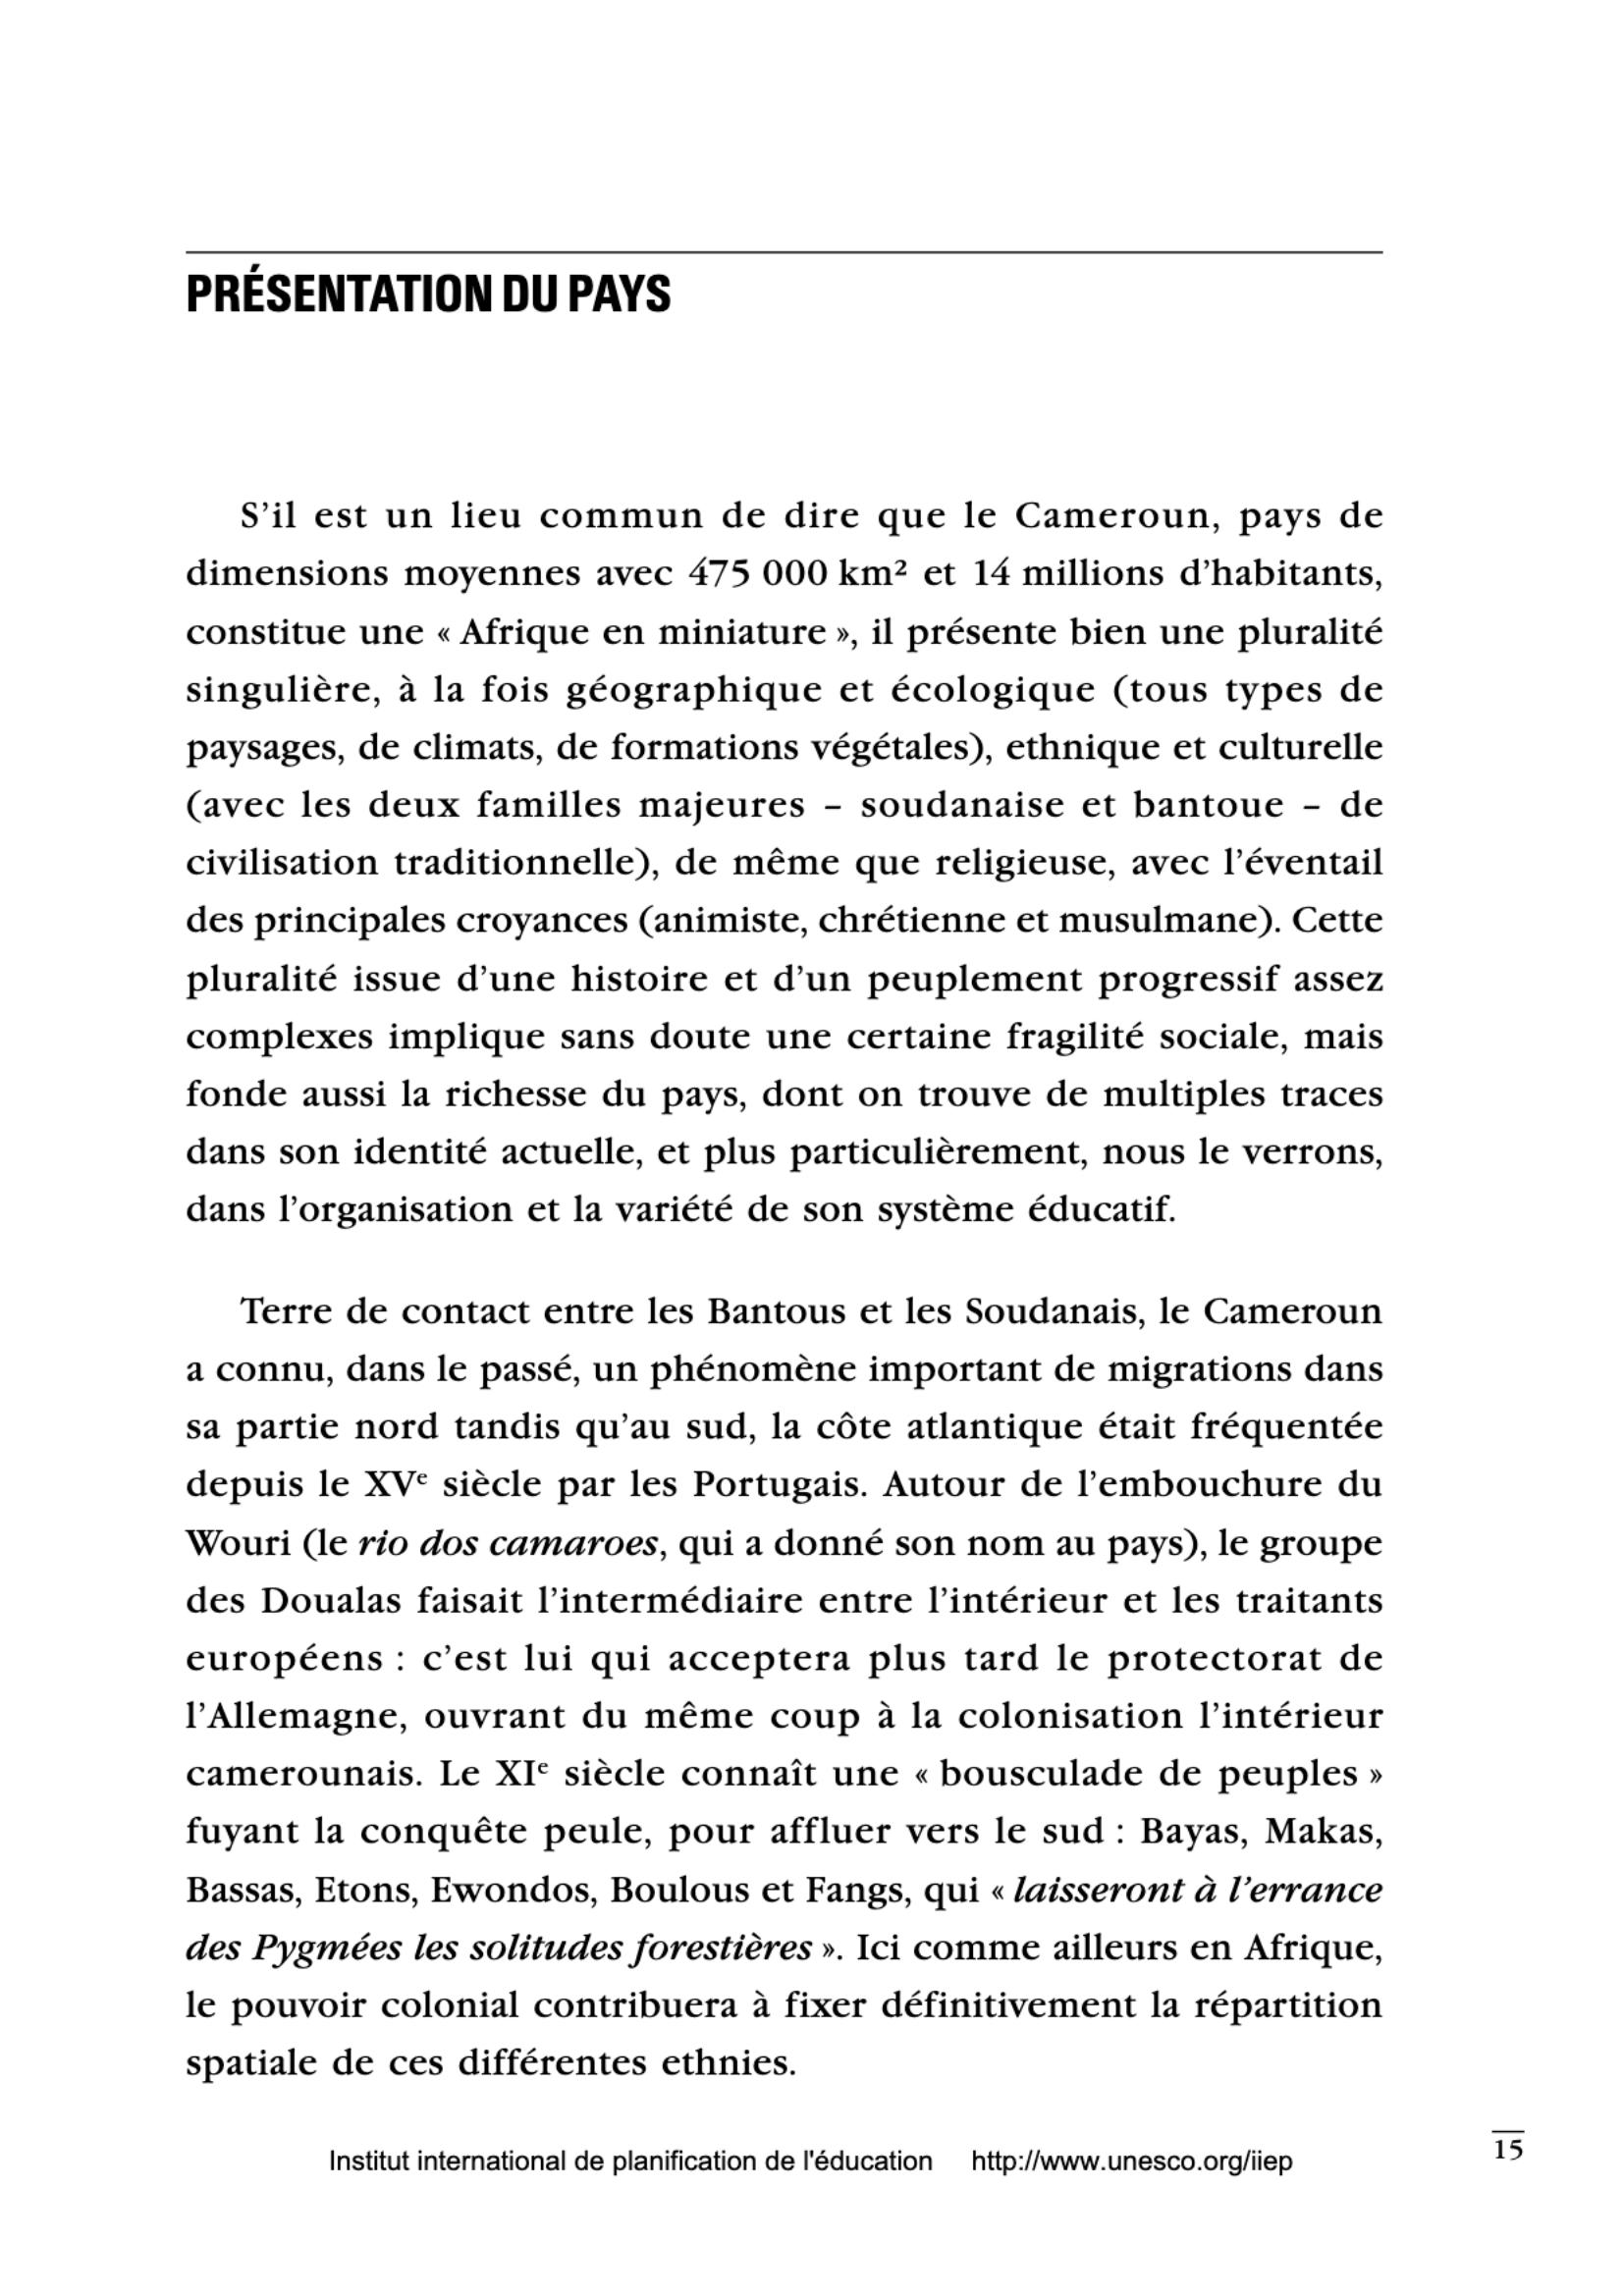 PRÉSENTATION DU PAYS
S’il est un lieu commun de dire que le Cameroun, pays de
dimensions moyennes avec 475 000 km² et 14 millions d’habitants,
constitue une « Afrique en miniature », il présente bien une pluralité
singulière, à la fois géographique et écologique (tous types de
paysages, de climats, de formations végétales), ethnique et culturelle
(avec les deux familles majeures – soudanaise et bantoue – de
civilisation traditionnelle), de même que religieuse, avec l’éventail
des principales croyances (animiste, chrétienne et musulmane). Cette
pluralité issue d’une histoire et d’un peuplement progressif assez
complexes implique sans doute une certaine fragilité sociale, mais
fonde aussi la richesse du pays, dont on trouve de multiples traces
dans son identité actuelle, et plus particulièrement, nous le verrons,
dans l’organisation et la variété de son système éducatif.
Terre de contact entre les Bantous et les Soudanais, le Cameroun
a connu, dans le passé, un phénomène important de migrations dans
sa partie nord tandis qu’au sud, la côte atlantique était fréquentée
depuis le XVe siècle par les Portugais. Autour de l’embouchure du
Wouri (le rio dos camaroes, qui a donné son nom au pays), le groupe
des Doualas faisait l’intermédiaire entre l’intérieur et les traitants
européens : c’est lui qui acceptera plus tard le protectorat de
l’Allemagne, ouvrant du même coup à la colonisation l’intérieur
camerounais. Le XIe siècle connaît une « bousculade de peuples »
fuyant la conquête peule, pour affluer vers le sud : Bayas, Makas,
Bassas, Etons, Ewondos, Boulous et Fangs, qui « laisseront à l’errance
des Pygmées les solitudes forestières ». Ici comme ailleurs en Afrique,
le pouvoir colonial contribuera à fixer définitivement la répartition
spatiale de ces différentes ethnies.
15
Institut international de planification de l'éducation http://www.unesco.org/iiep